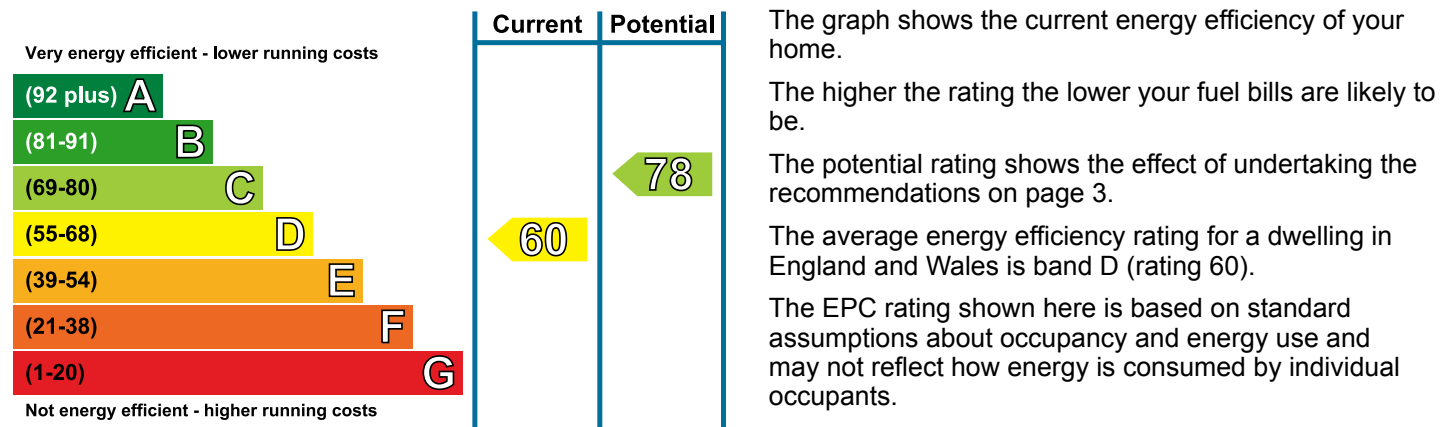 Current Potential
Very energy efficient - lower running costs
(92 plus) A
(81-91) B
(69-80) C
78
(55-68) D
60
(39-54) E
(21-38) F
(1-20) G
Not energy efficient - higher running costs
The graph shows the current energy efficiency of your
home.
The higher the rating the lower your fuel bills are likely to
be.
The potential rating shows the effect of undertaking the
recommendations on page 3.
The average energy efficiency rating for a dwelling in
England and Wales is band D (rating 60).
The EPC rating shown here is based on standard
assumptions about occupancy and energy use and
may not reflect how energy is consumed by individual
occupants.